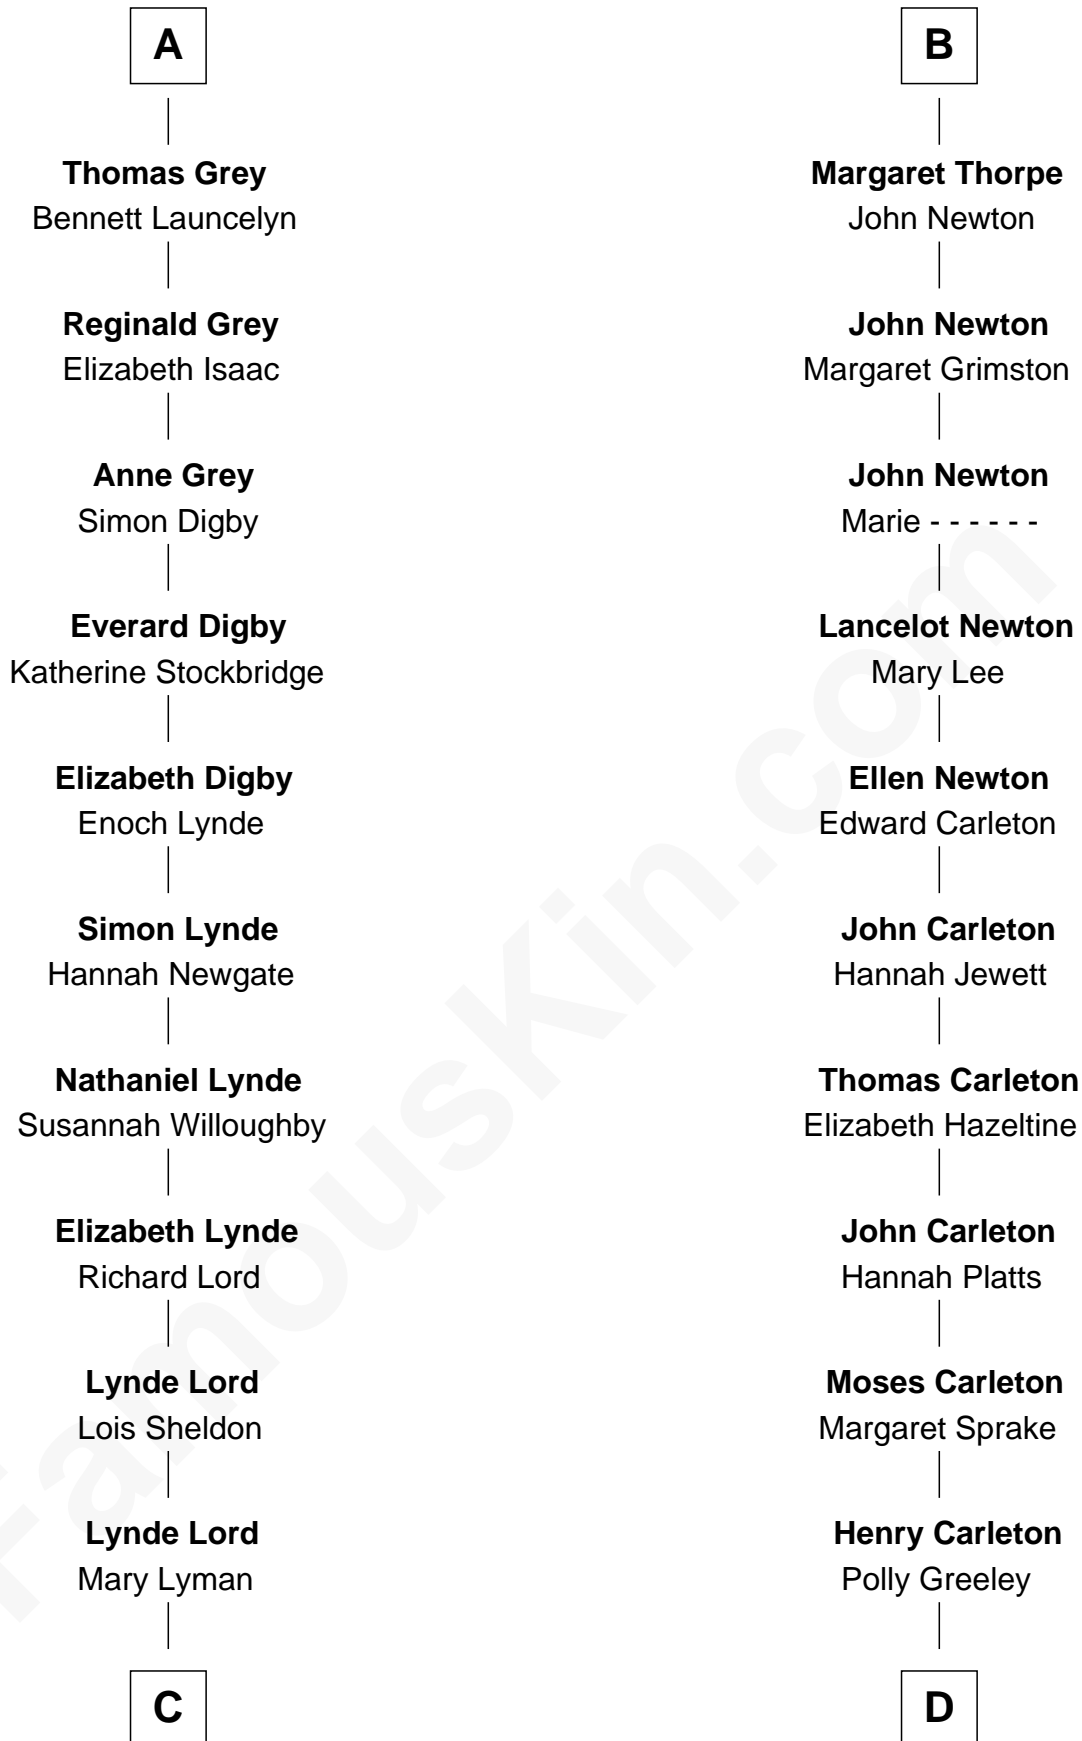 A
Thomas Grey
Bennett Launcelyn
Reginald Grey
Elizabeth Isaac
Anne Grey
Simon Digby
Everard Digby
Katherine Stockbridge
Elizabeth Digby
Enoch Lynde
Simon Lynde
Hannah Newgate
Nathaniel Lynde
Susannah Willoughby
Elizabeth Lynde
Richard Lord
Lynde Lord
Lois Sheldon
Lynde Lord
Mary Lyman
C
B
Margaret Thorpe
John Newton
John Newton
Margaret Grimston
John Newton
Marie - - - - - -
Lancelot Newton
Mary Lee
Ellen Newton
Edward Carleton
John Carleton
Hannah Jewett
Thomas Carleton
Elizabeth Hazeltine
John Carleton
Hannah Platts
Moses Carleton
Margaret Sprake
Henry Carleton
Polly Greeley
D
FamousKin.com